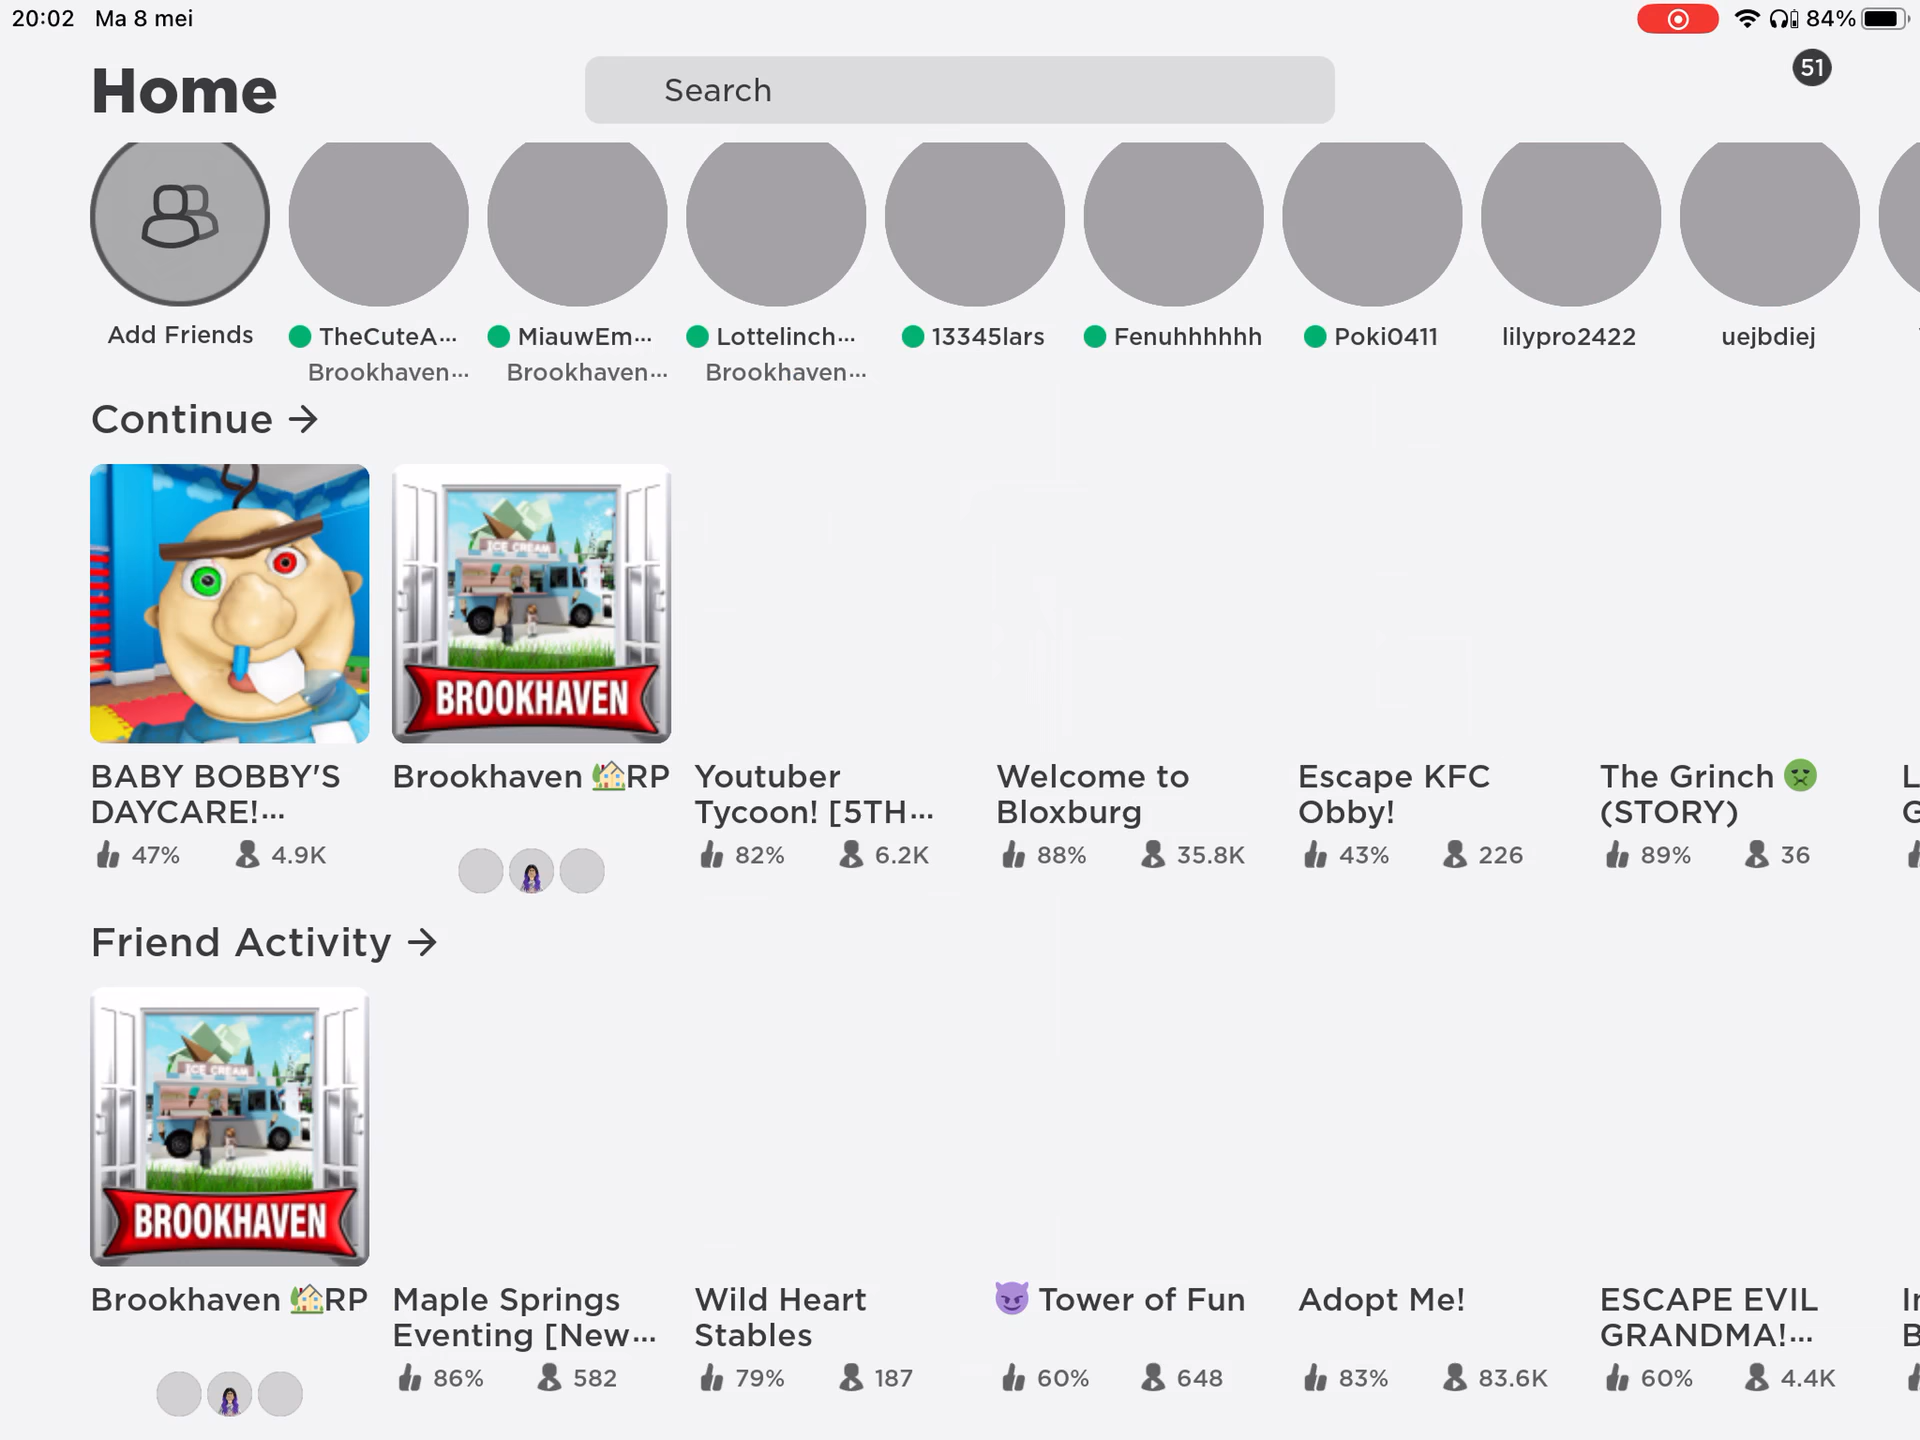 20:02 Ma 8 mei
84%
Home
Search
51
Add Friends
TheCuteA...
MiauwEm...
Lottelinch...
13345lars
Fenuhhhhhh
Poki0411
lilypro2422
uejbdiej
Brookhaven...
Brookhaven...
Brookhaven...
Continue →
ICE CREAM
BROOKHAVEN
BABY BOBBY'S
DAYCARE!...
47% 4.9K
Brookhaven 🏡RP
Youtuber
Tycoon! [5TH...
82% 6.2K
Welcome to
Bloxburg
88% 35.8K
Escape KFC
Obby!
43% 226
The Grinch 🤢
(STORY)
89% 36
Friend Activity →
ICE CREAM
BROOKHAVEN
Brookhaven 🏡RP
Maple Springs
Eventing [New...
86% 582
Wild Heart
Stables
79% 187
😈 Tower of Fun
60% 648
Adopt Me!
83% 83.6K
ESCAPE EVIL
GRANDMA!...
60% 4.4K